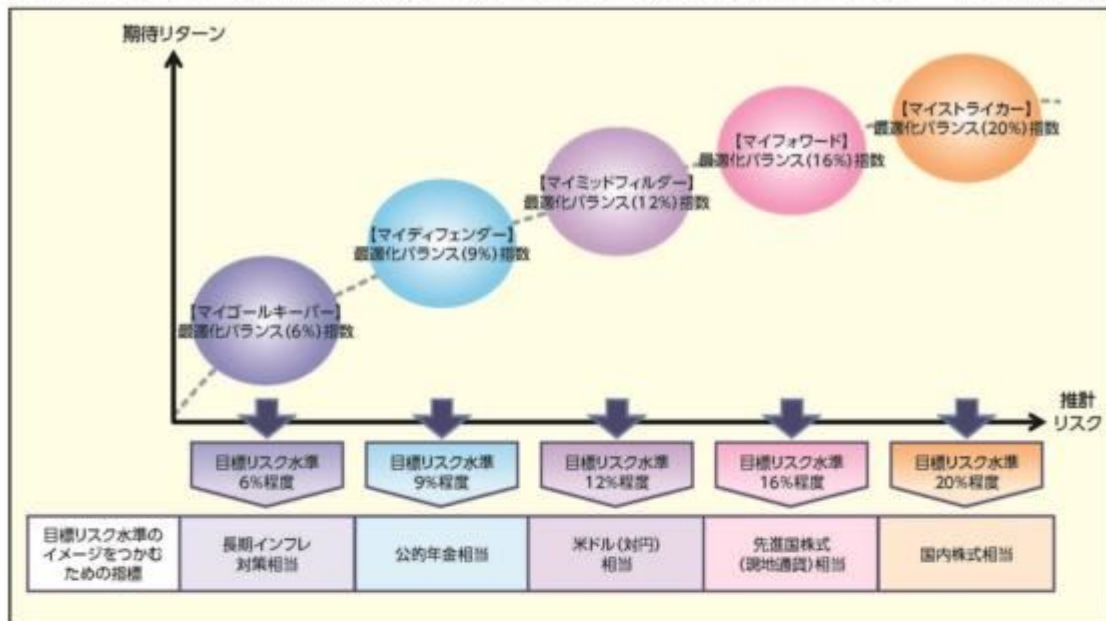 期待リターン
【マイストライカー】
最適化バランス(20%)指数
【マイフォワード】
最適化バランス(16%)指数
【マイミッドフィルダー】
最適化バランス(12%)指数
【マイディフェンダー】
最適化バランス(9%)指数
【マイゴールキーパー】
最適化バランス(6%)指数
推計
リスク
目標リスク水準
6%程度
目標リスク水準
9%程度
目標リスク水準
12%程度
目標リスク水準
16%程度
目標リスク水準
20%程度
目標リスク水準の
イメージをつかむ
ための指標
長期インフレ
対策相当
公的年金相当
米ドル(対円)
相当
先進国株式
(現地通貨)相当
国内株式相当